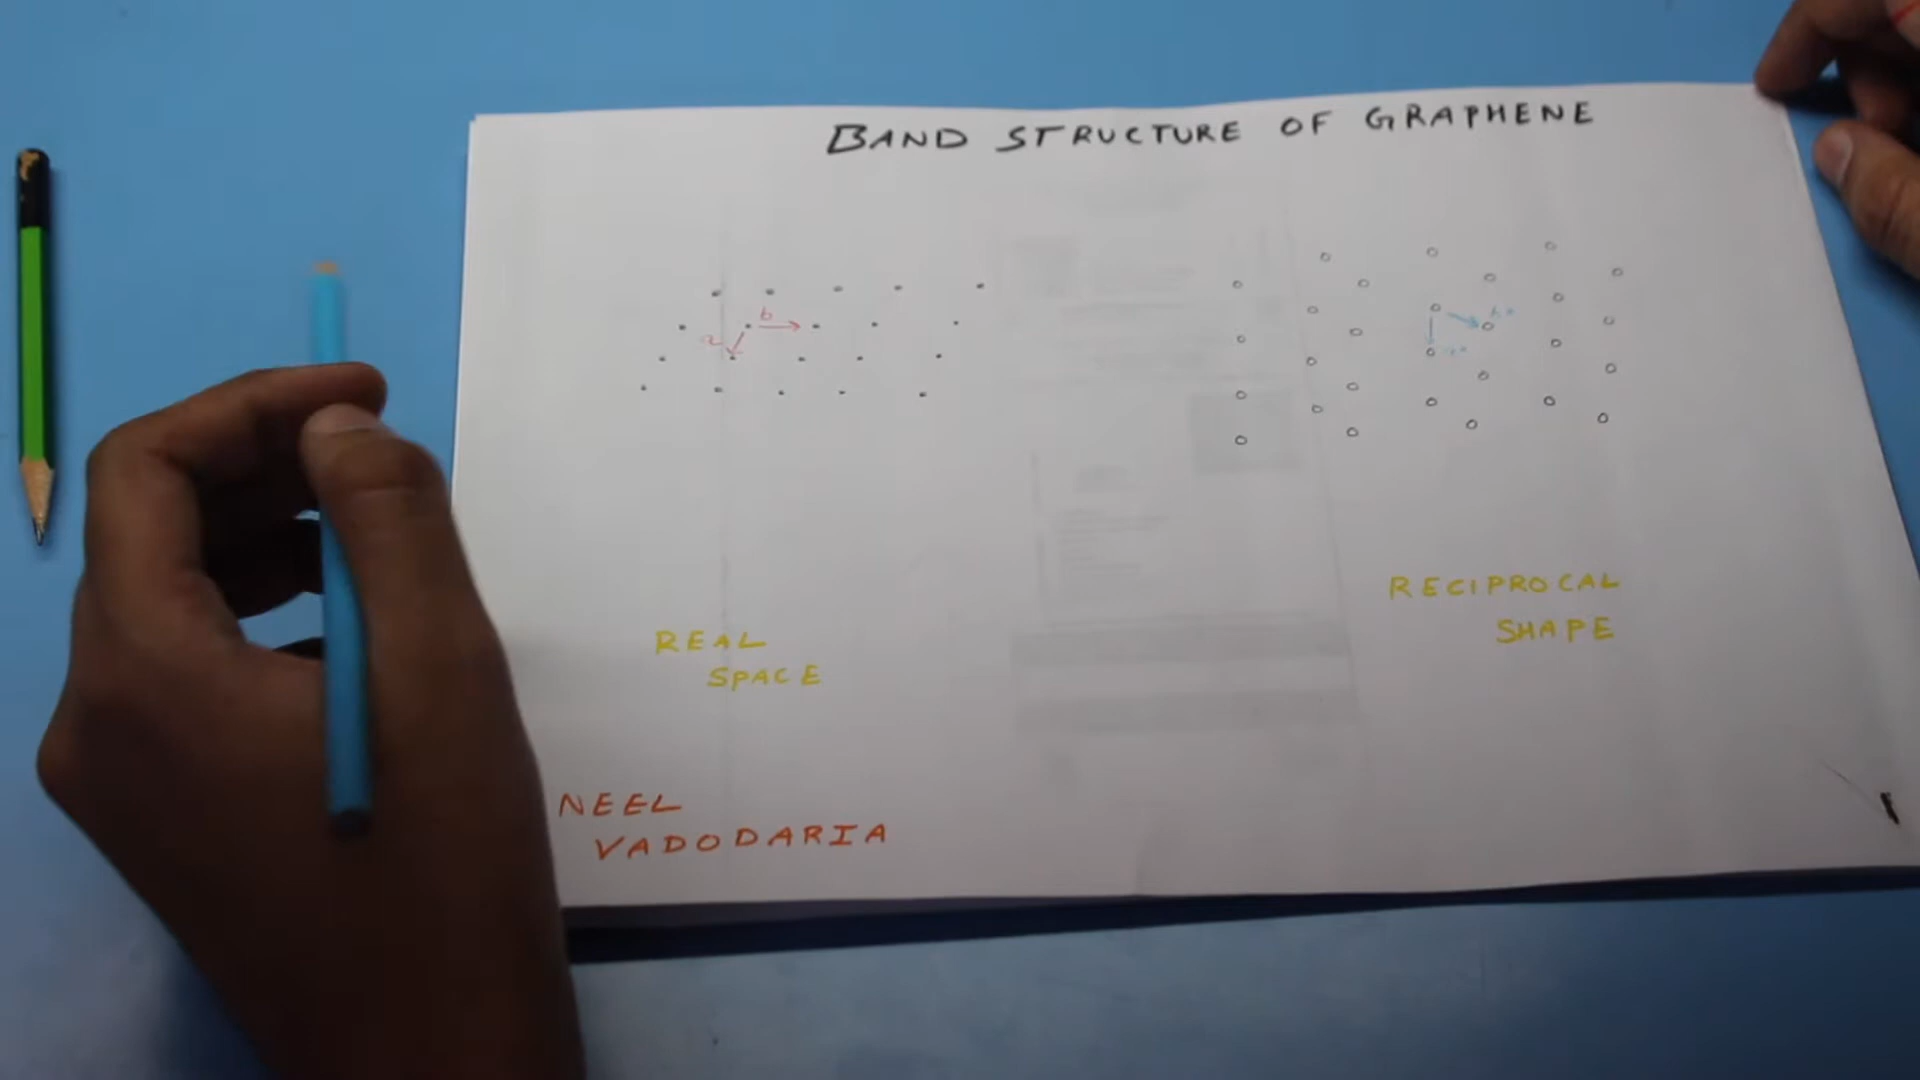 BAND STRUCTURE OF GRAPHENE
b
a
b*
a*
RECIPROCAL
SHAPE
REAL
SPACE
NEEL
VADODARIA